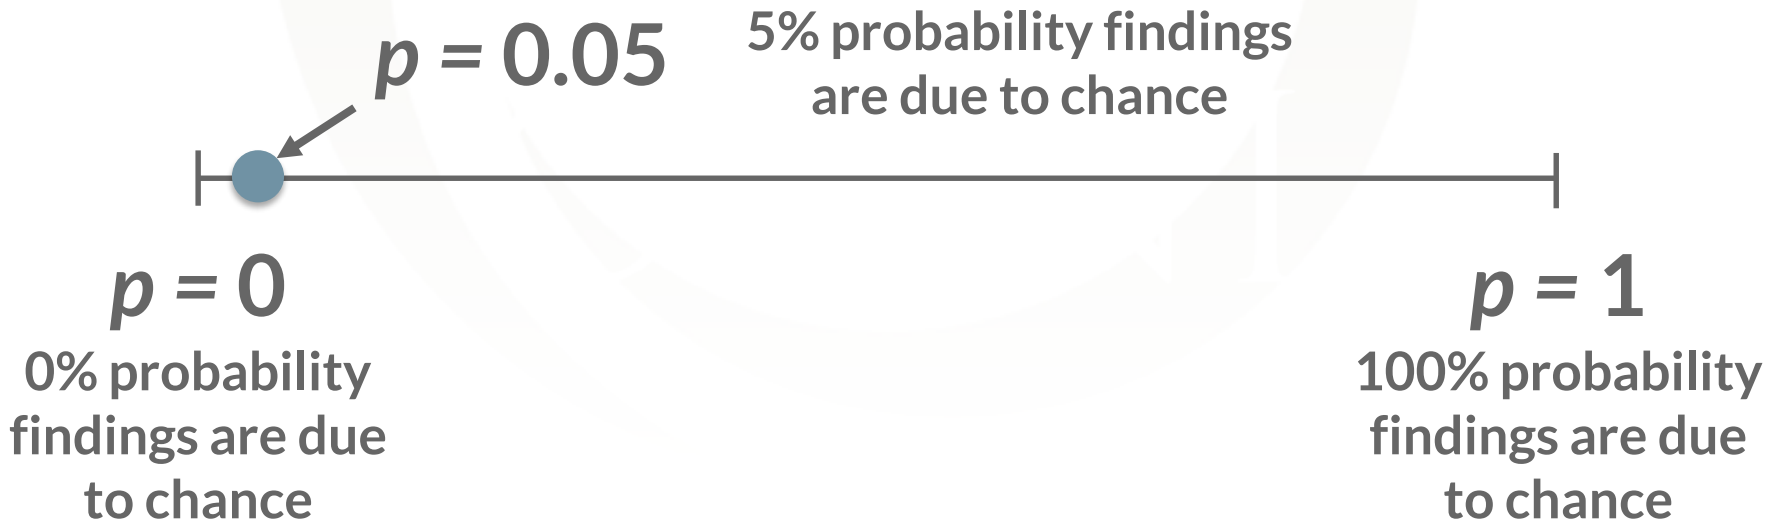 p = 0.05
5% probability findings
are due to chance
p = 0
0% probability
findings are due
to chance
p = 1
100% probability
findings are due
to chance